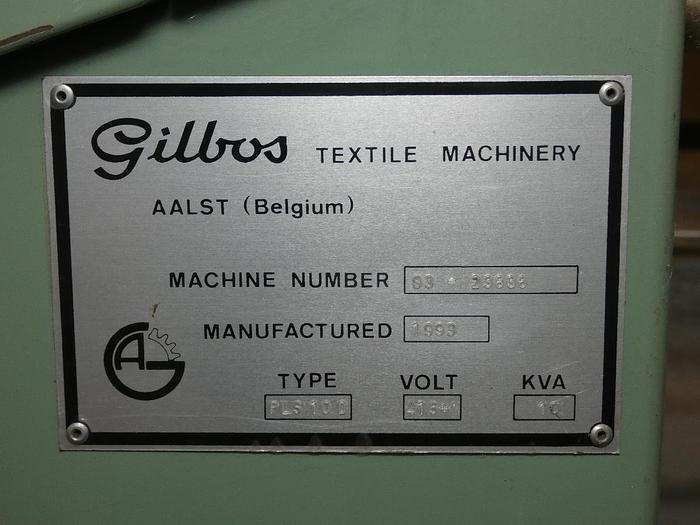 Gilbos TEXTILE MACHINERY
AALST (Belgium)
MACHINE NUMBER
MANUFACTURED 1993
TYPE VOLT KVA
10